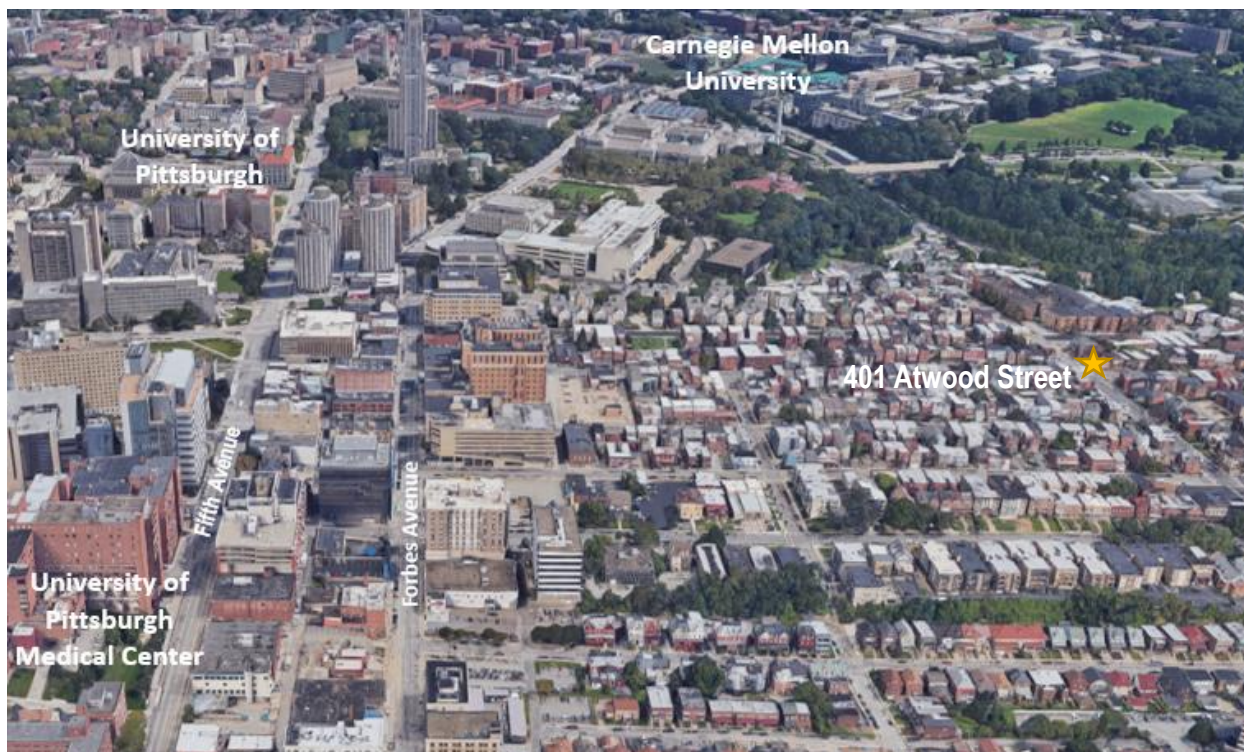 Carnegie Mellon
University
University of
Pittsburgh
401 Atwood Street
Fifth Avenue
Forbes Avenue
University of
Pittsburgh
Medical Center